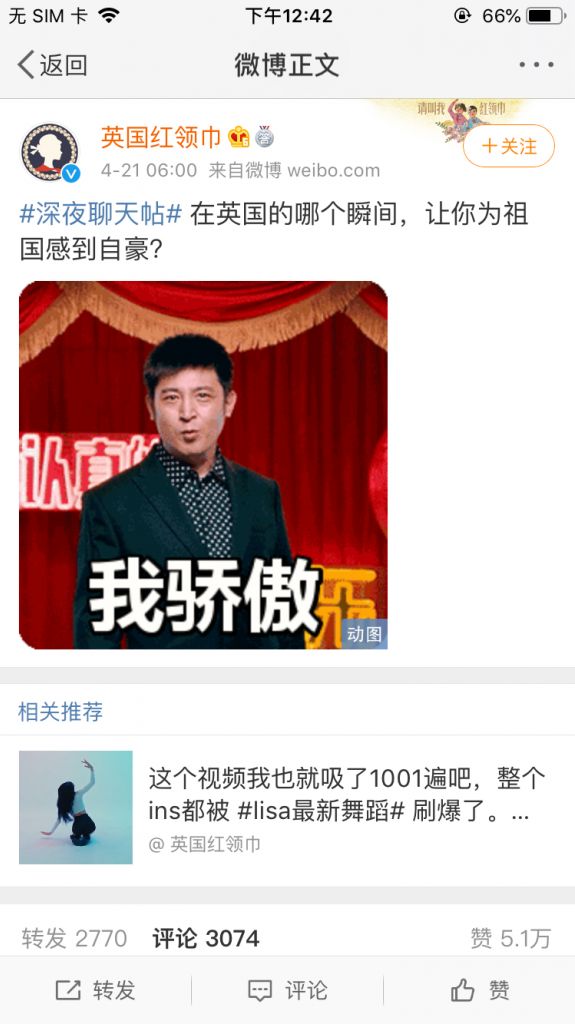 无 SIM 卡 下午12:42 66%
返回 微博正文
请叫我 红领巾
英国红领巾
+关注
4-21 06:00 来自微博 weibo.com
#深夜聊天帖# 在英国的哪个瞬间，让你为祖
国感到自豪？
认真
我骄傲
动图
相关推荐
这个视频我也就吸了1001遍吧，整个
ins都被 #lisa最新舞蹈# 刷爆了。...
@ 英国红领巾
转发 2770 评论 3074 赞 5.1万
转发 评论 赞